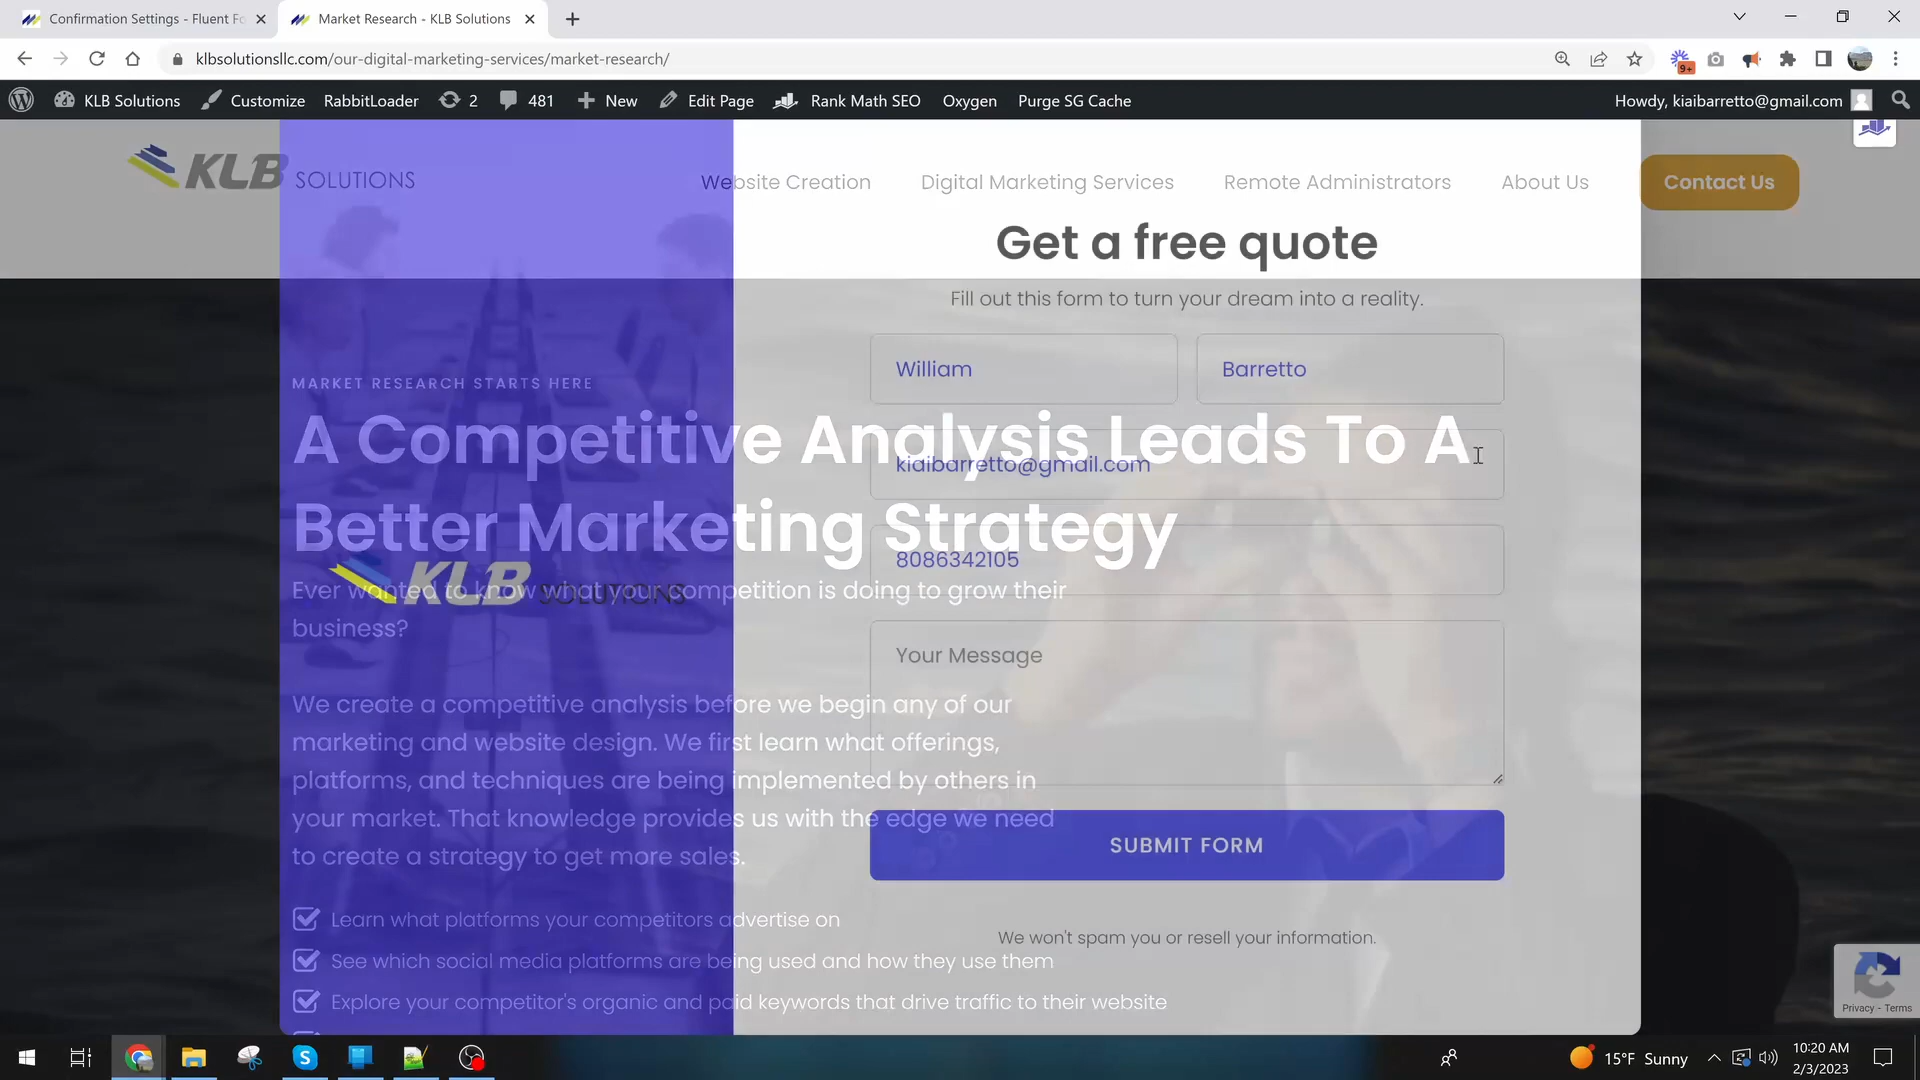 Confirmation Settings - Fluent Fo
Market Research - KLB Solutions
klbsolutionsllc.com/our-digital-marketing-services/market-research/
9+
KLB Solutions
Customize
RabbitLoader
2
481
New
Edit Page
Rank Math SEO
Oxygen
Purge SG Cache
Howdy, kiaibarretto@gmail.com
KLB SOLUTIONS
Website Creation
Digital Marketing Services
Remote Administrators
About Us
Contact Us
Get a free quote
Fill out this form to turn your dream into a reality.
William
Barretto
MARKET RESEARCH STARTS HERE
A Competitive Analysis Leads To A
Better Marketing Strategy
kiaibarretto@gmail.com
8086342105
KLB SOLUTIONS
Ever wanted to know what your competition is doing to grow their
business?
Your Message
We create a competitive analysis before we begin any of our
marketing and website design. We first learn what offerings,
platforms, and techniques are being implemented by others in
your market. That knowledge provides us with the edge we need
to create a strategy to get more sales.
SUBMIT FORM
Learn what platforms your competitors advertise on
See which social media platforms are being used and how they use them
Explore your competitor's organic and paid keywords that drive traffic to their website
We won't spam you or resell your information.
Privacy - Terms
15°F Sunny
10:20 AM
2/3/2023